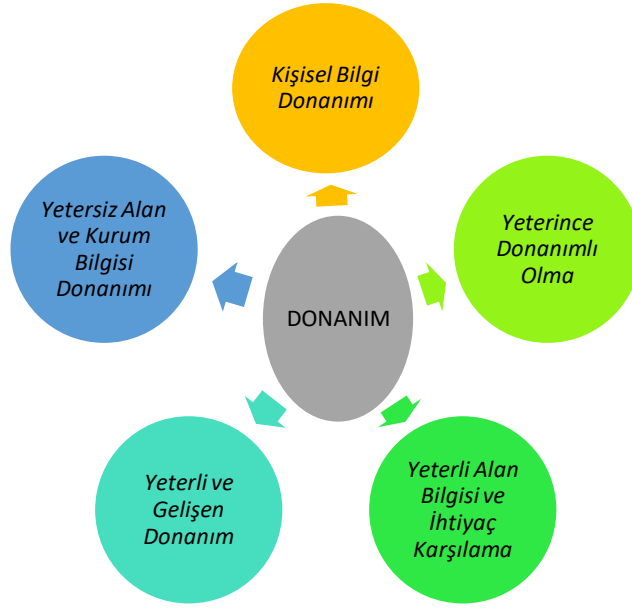 Kişisel Bilgi
Donanımı
Yetersiz Alan
ve Kurum
Bilgisi
Donanımı
Yeterince
Donanımlı
Olma
DONANIM
Yeterli ve
Gelişen
Donanım
Yeterli Alan
Bilgisi ve
İhtiyaç
Karşılama